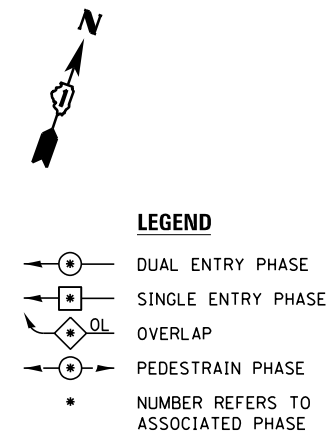 N
LEGEND
* DUAL ENTRY PHASE
* SINGLE ENTRY PHASE
* OL OVERLAP
* PEDESTRAIN PHASE
* NUMBER REFERS TO
ASSOCIATED PHASE